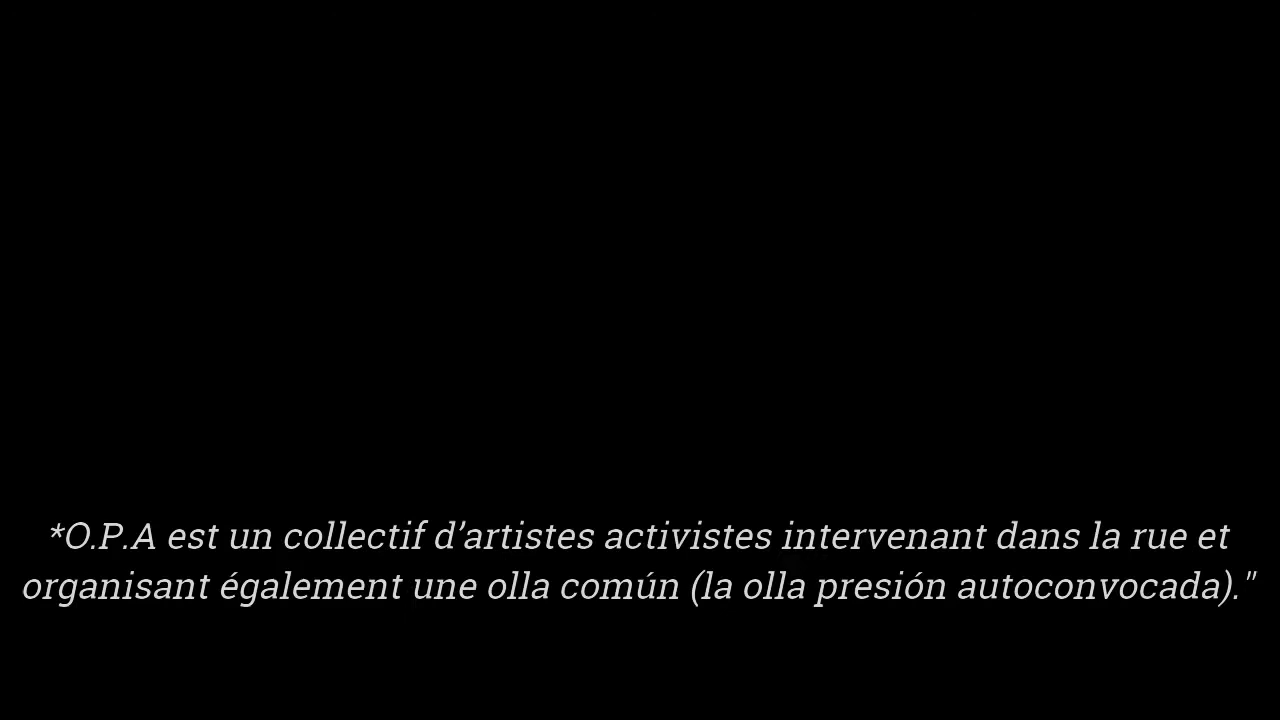 *O.P.A est un collectif d’artistes activistes intervenant dans la rue et
organisant également une olla común (la olla presión autoconvocada)."